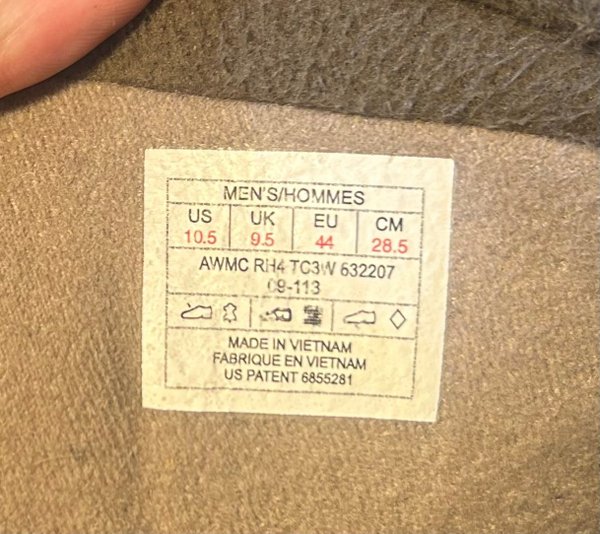 MEN'S/HOMMES
US UK EU CM
10.5 9.5 44 28.5
AWMC RH4 TC3W 632207
09-113
MADE IN VIETNAM
FABRIQUE EN VIETNAM
US PATENT 6855281